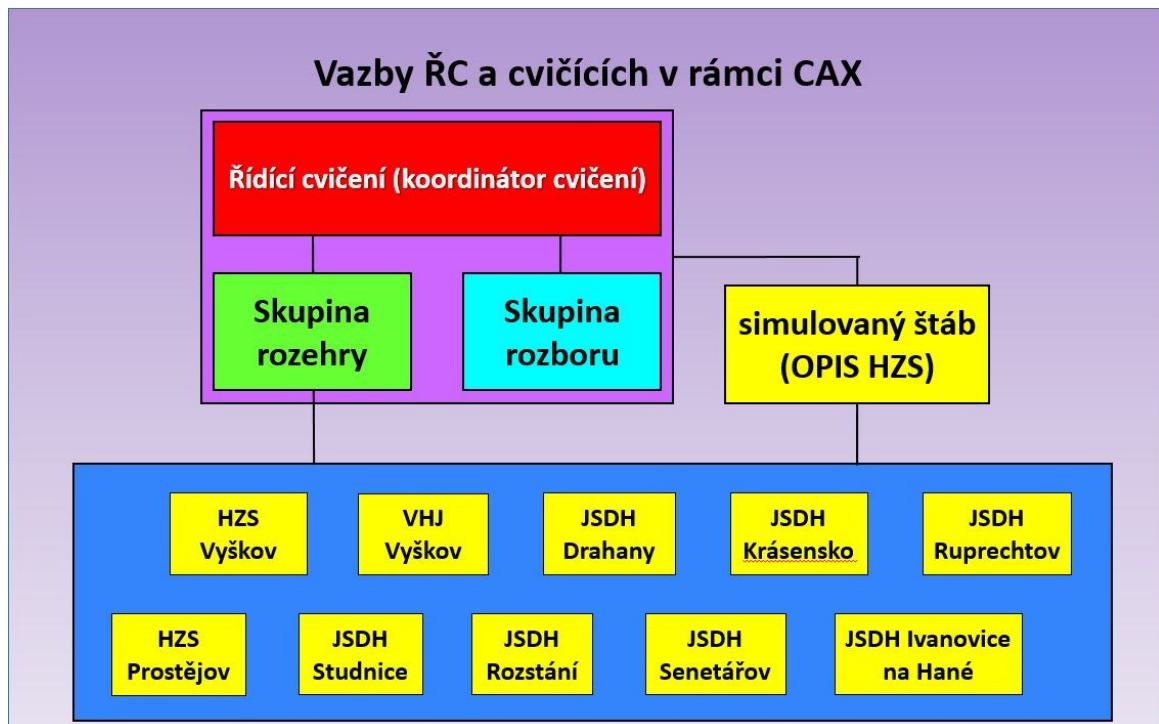 Vazby ŘC a cvičících v rámci CAX
Řídící cvičení (koordinátor cvičení)
Skupina
rozehry
Skupina
rozboru
simulovaný štáb
(OPIS HZS)
HZS
Vyškov
VHJ
Vyškov
JSDH
Drahany
JSDH
Krásensko
JSDH
Ruprechtov
HZS
Prostějov
JSDH
Studnice
JSDH
Rozstání
JSDH
Senetářov
JSDH Ivanovice
na Hané